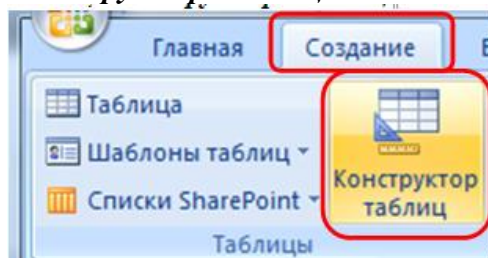 Главная Создание
Таблица
Шаблоны таблиц
Списки SharePoint
Конструктор
таблиц
Таблицы